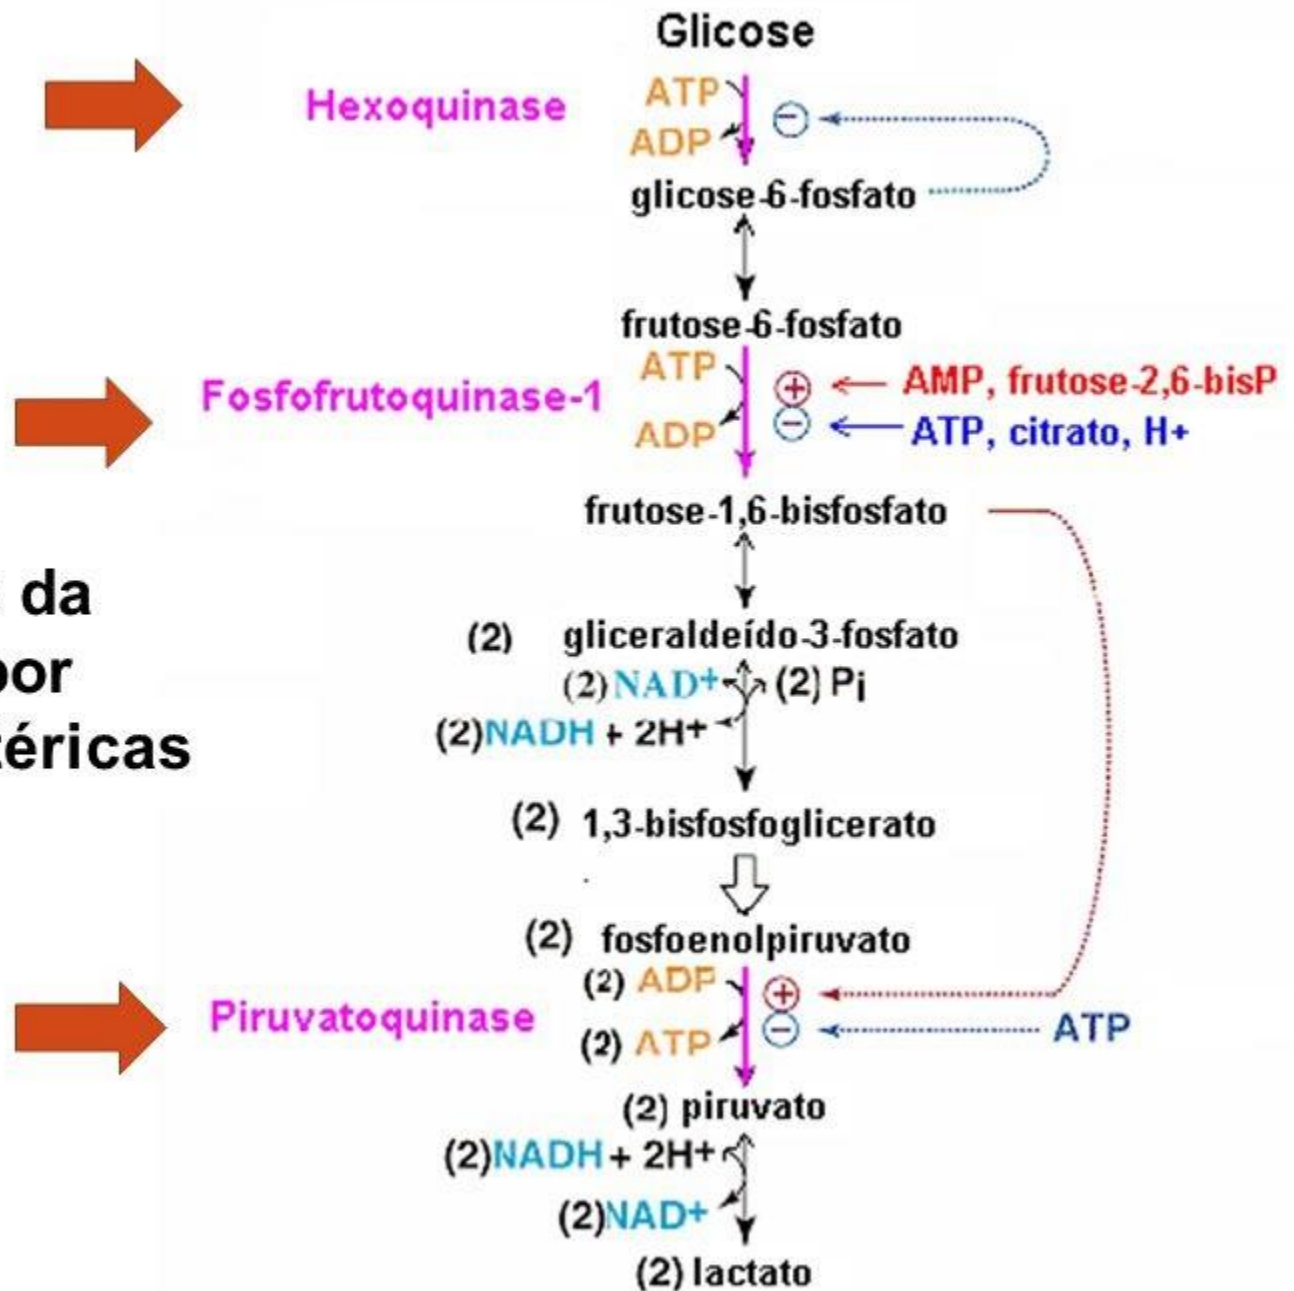 Glicose
Hexoquinase
ATP
ADP
−
glicose-6-fosfato
frutose-6-fosfato
Fosfofrutoquinase-1
ATP
ADP
+
AMP, frutose-2,6-bisP
−
ATP, citrato, H+
frutose-1,6-bisfosfato
da
por
téricas
(2) gliceraldeído-3-fosfato
(2) NAD+ (2) Pi
(2)NADH + 2H+
(2) 1,3-bisfosfoglicerato
(2) fosfoenolpiruvato
Piruvatoquinase
(2) ADP
+
−
ATP
(2) ATP
(2) piruvato
(2)NADH + 2H+
(2)NAD+
(2) lactato